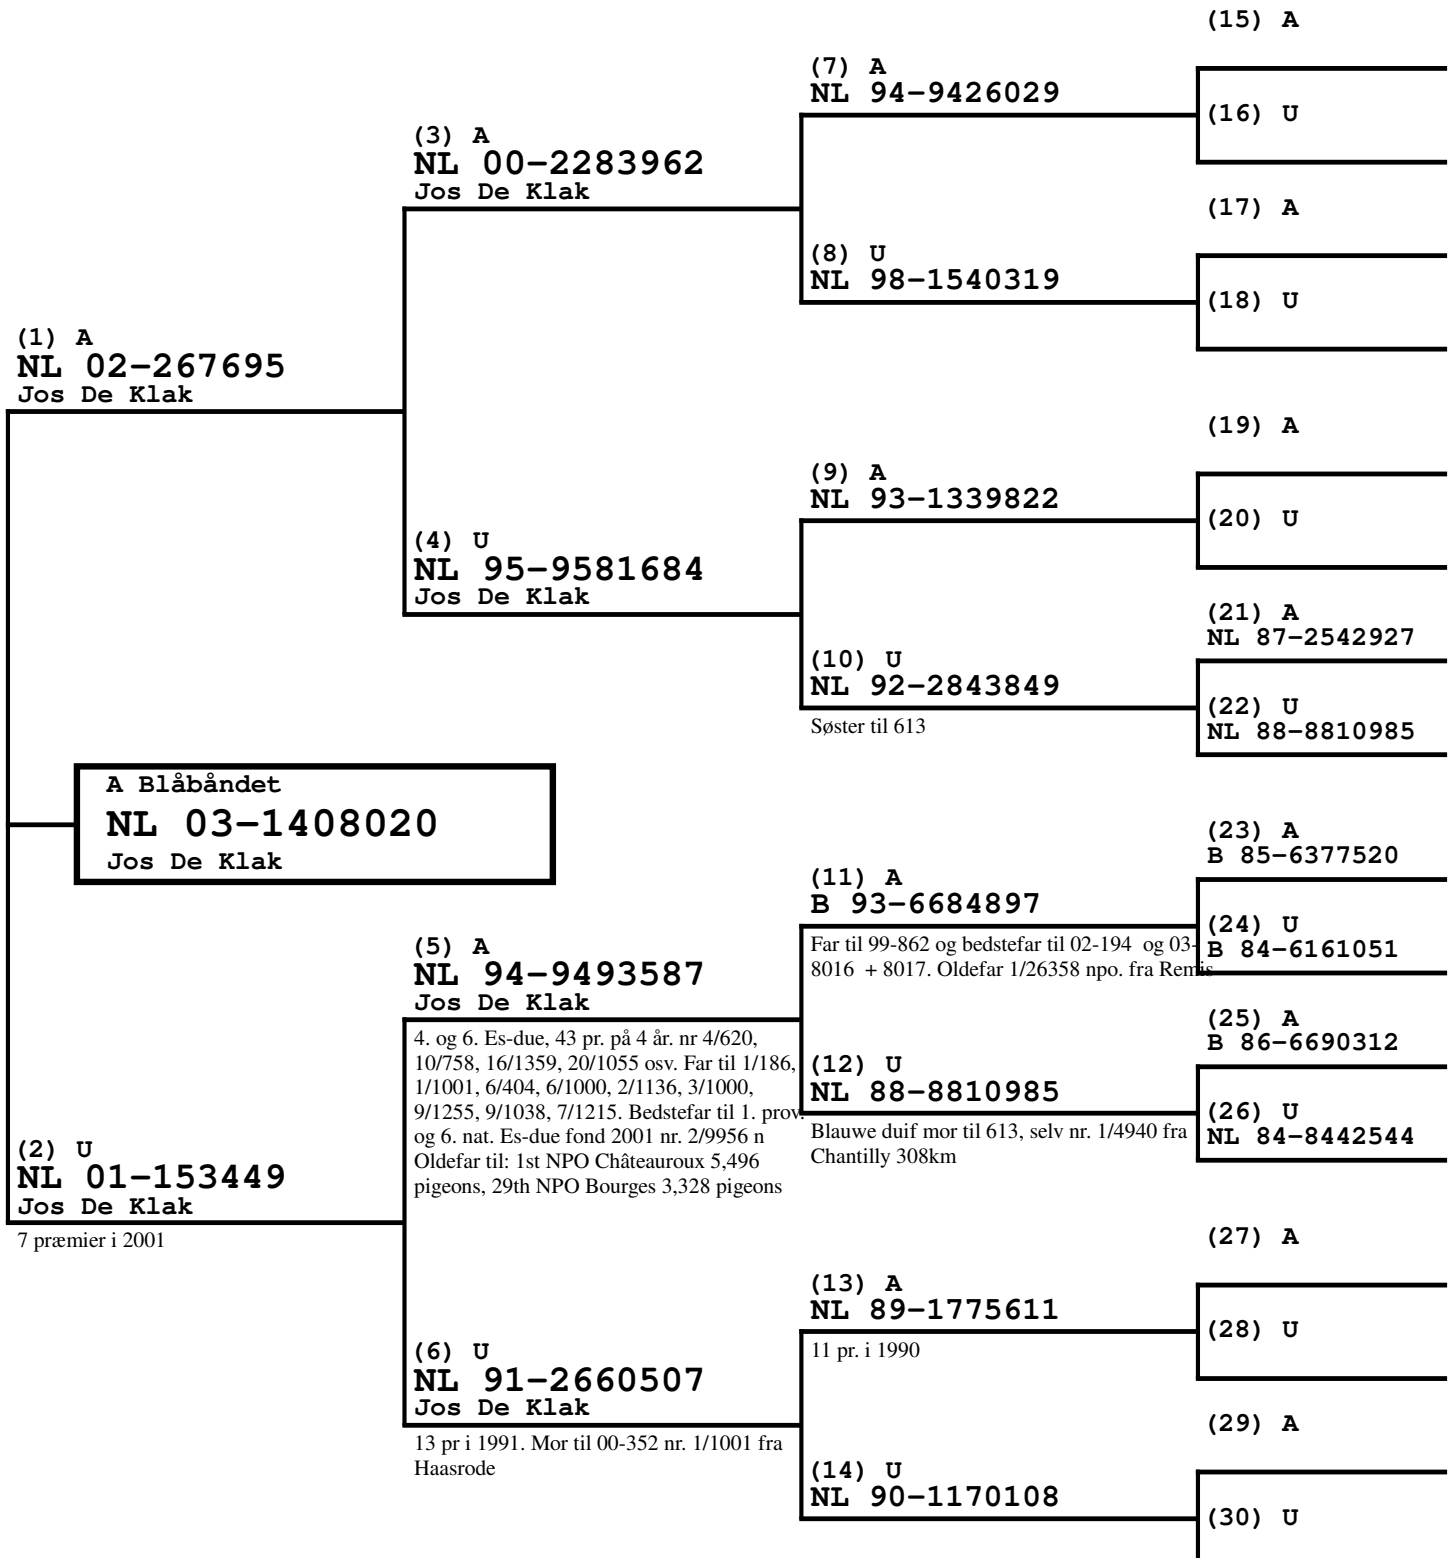 (1) A
NL 02-267695
Jos De Klak
A Blåbåndet
NL 03-1408020
Jos De Klak
(2) U
NL 01-153449
Jos De Klak
7 præmier i 2001
(3) A
NL 00-2283962
Jos De Klak
(4) U
NL 95-9581684
Jos De Klak
(5) A
NL 94-9493587
Jos De Klak
4. og 6. Es-due, 43 pr. på 4 år. nr 4/620,
10/758, 16/1359, 20/1055 osv. Far til 1/186,
1/1001, 6/404, 6/1000, 2/1136, 3/1000,
9/1255, 9/1038, 7/1215. Bedstefar til 1. prov.
og 6. nat. Es-due fond 2001 nr. 2/9956 n
Oldefar til: 1st NPO Châteauroux 5,496
pigeons, 29th NPO Bourges 3,328 pigeons
(6) U
NL 91-2660507
Jos De Klak
13 pr i 1991. Mor til 00-352 nr. 1/1001 fra
Haasrode
(7) A
NL 94-9426029
(8) U
NL 98-1540319
(9) A
NL 93-1339822
(10) U
NL 92-2843849
Søster til 613
(11) A
B 93-6684897
Far til 99-862 og bedstefar til 02-194 og 03-
8016 + 8017. Oldefar 1/26358 npo. fra Remis
(12) U
NL 88-8810985
Blauwe duif mor til 613, selv nr. 1/4940 fra
Chantilly 308km
(13) A
NL 89-1775611
11 pr. i 1990
(14) U
NL 90-1170108
(15) A
(16) U
(17) A
(18) U
(19) A
(20) U
(21) A
NL 87-2542927
(22) U
NL 88-8810985
(23) A
B 85-6377520
(24) U
B 84-6161051
(25) A
B 86-6690312
(26) U
NL 84-8442544
(27) A
(28) U
(29) A
(30) U